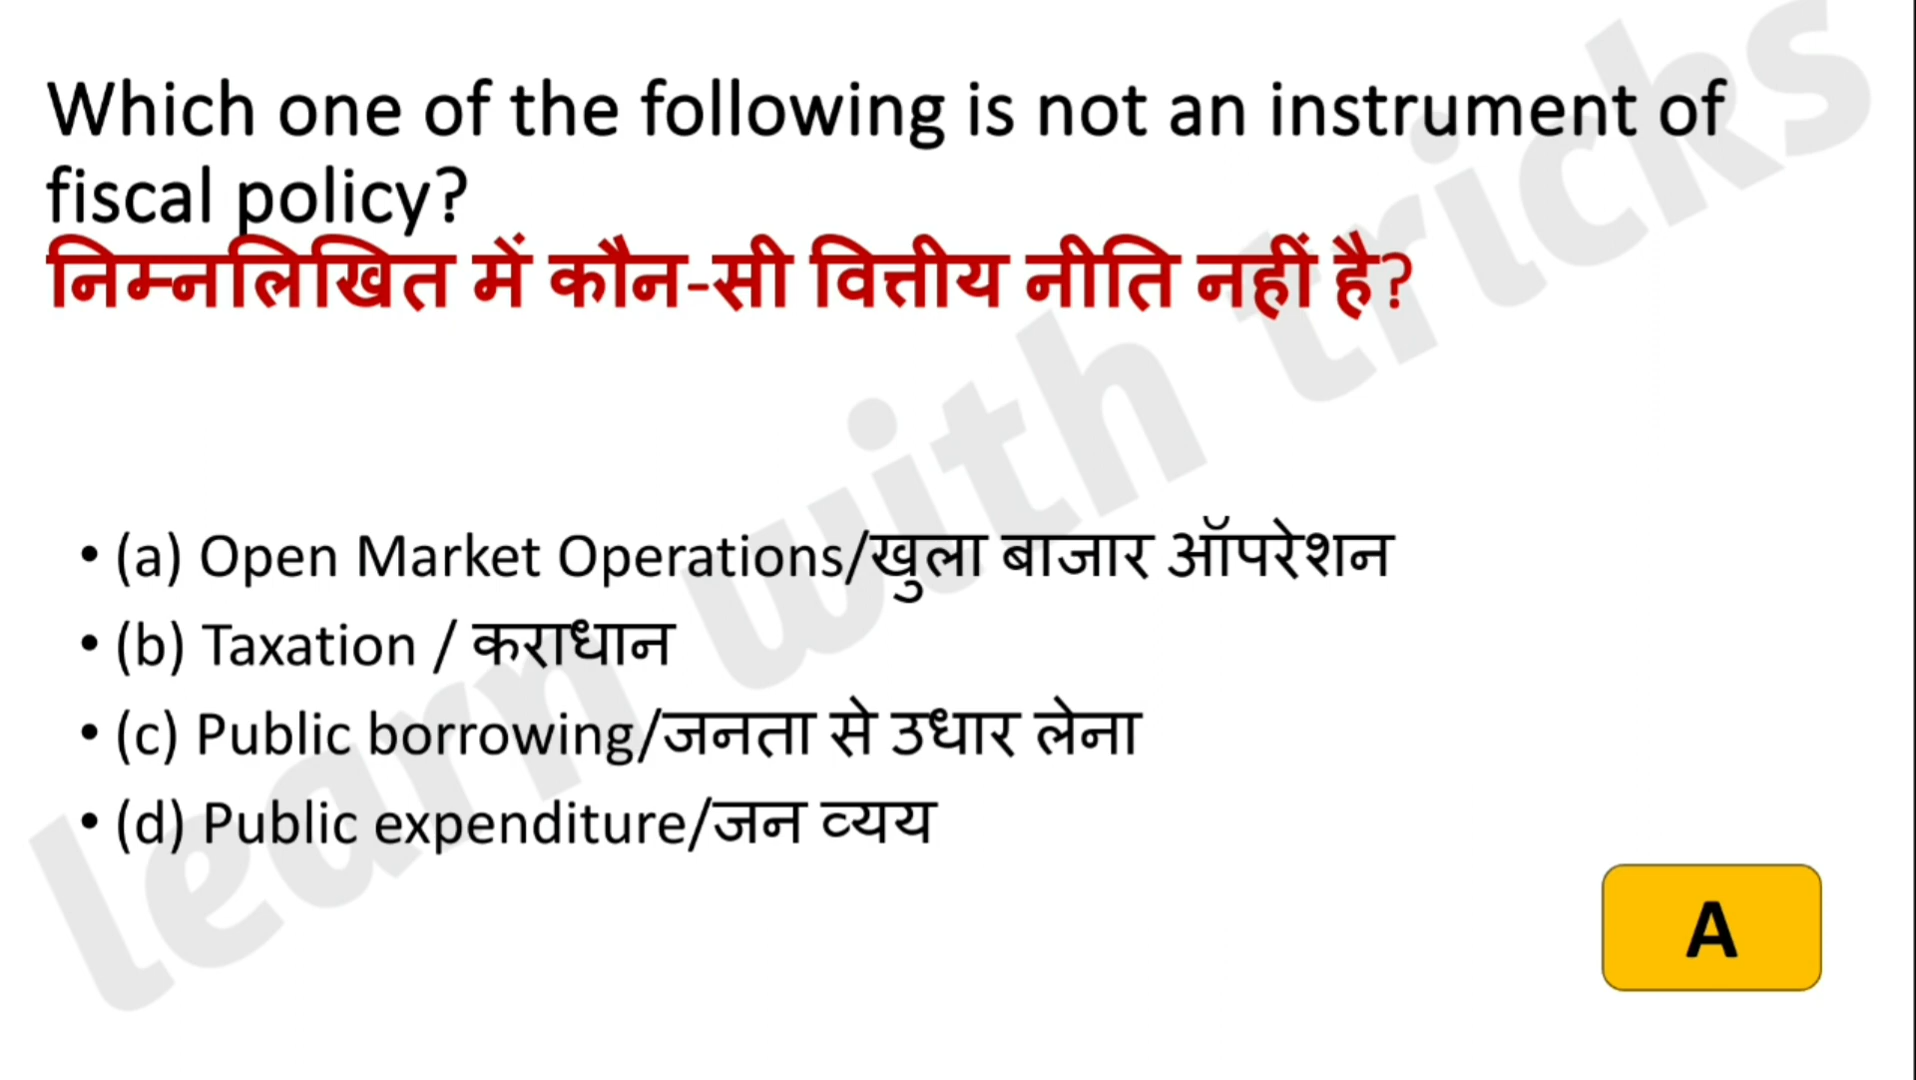 Which one of the following is not an instrument of
fiscal policy?
निम्नलिखित में कौन-सी वित्तीय नीति नहीं है?
• (a) Open Market Operations/खुला बाजार ऑपरेशन
• (b) Taxation / कराधान
• (c) Public borrowing/जनता से उधार लेना
• (d) Public expenditure/जन व्यय
A
learn with tricks